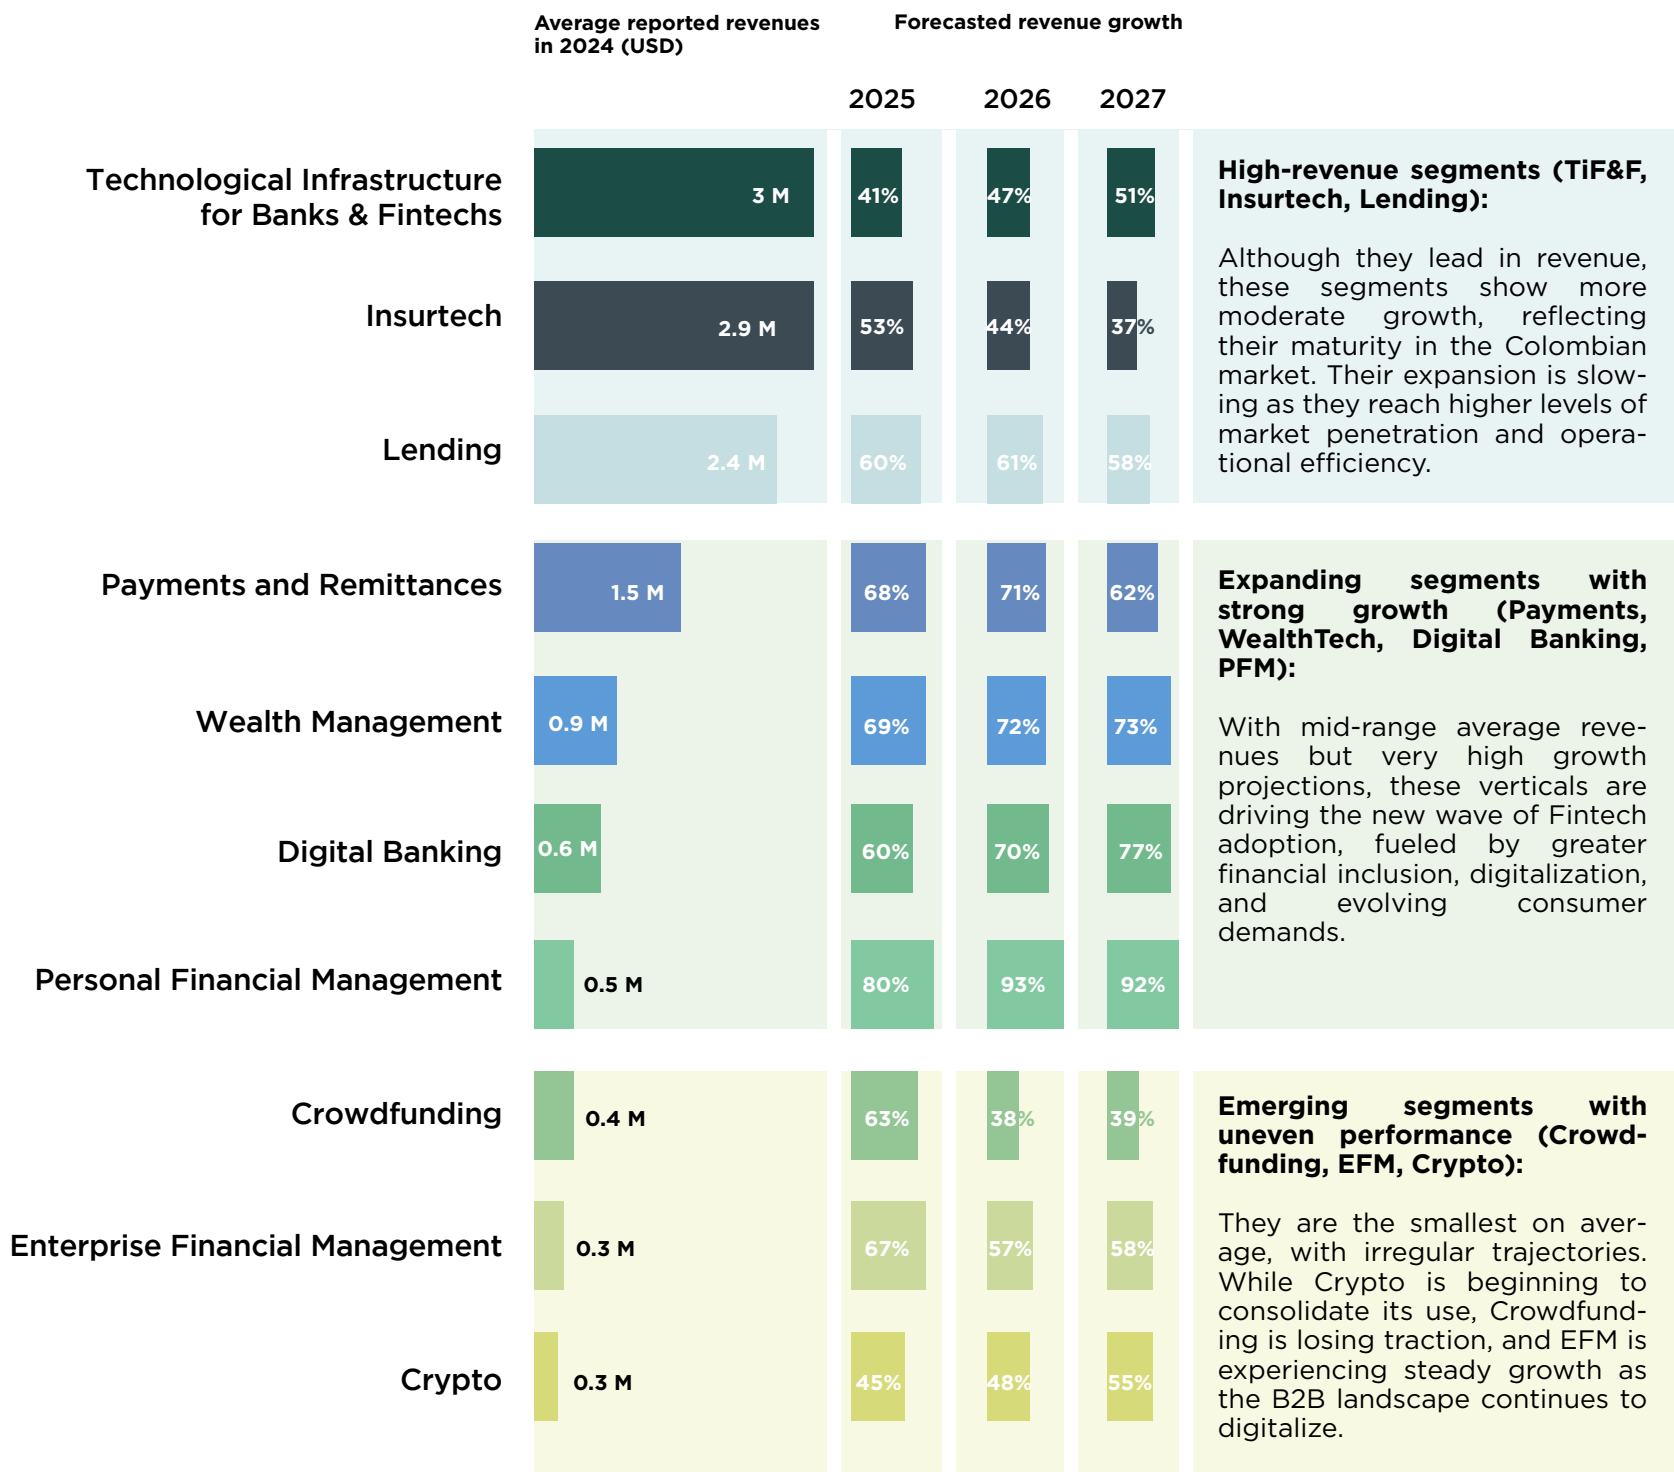 Average reported revenues
in 2024 (USD)
Forecasted revenue growth
2025
2026
2027
Technological Infrastructure
for Banks & Fintechs
3 M
41%
47%
51%
Insurtech
2.9 M
53%
44%
37%
Lending
2.4 M
60%
61%
58%
High-revenue segments (TiF&F,
Insurtech, Lending):
Although they lead in revenue,
these segments show more
moderate growth, reflecting
their maturity in the Colombian
market. Their expansion is slow-
ing as they reach higher levels of
market penetration and opera-
tional efficiency.
Payments and Remittances
1.5 M
68%
71%
62%
Wealth Management
0.9 M
69%
72%
73%
Digital Banking
0.6 M
60%
70%
77%
Personal Financial Management
0.5 M
80%
93%
92%
Expanding segments with
strong growth (Payments,
WealthTech, Digital Banking,
PFM):
With mid-range average reve-
nues but very high growth
projections, these verticals are
driving the new wave of Fintech
adoption, fueled by greater
financial inclusion, digitalization,
and evolving consumer
demands.
Crowdfunding
0.4 M
63%
38%
39%
Enterprise Financial Management
0.3 M
67%
57%
58%
Crypto
0.3 M
45%
48%
55%
Emerging segments with
uneven performance (Crowd-
funding, EFM, Crypto):
They are the smallest on aver-
age, with irregular trajectories.
While Crypto is beginning to
consolidate its use, Crowdfund-
ing is losing traction, and EFM is
experiencing steady growth as
the B2B landscape continues to
digitalize.